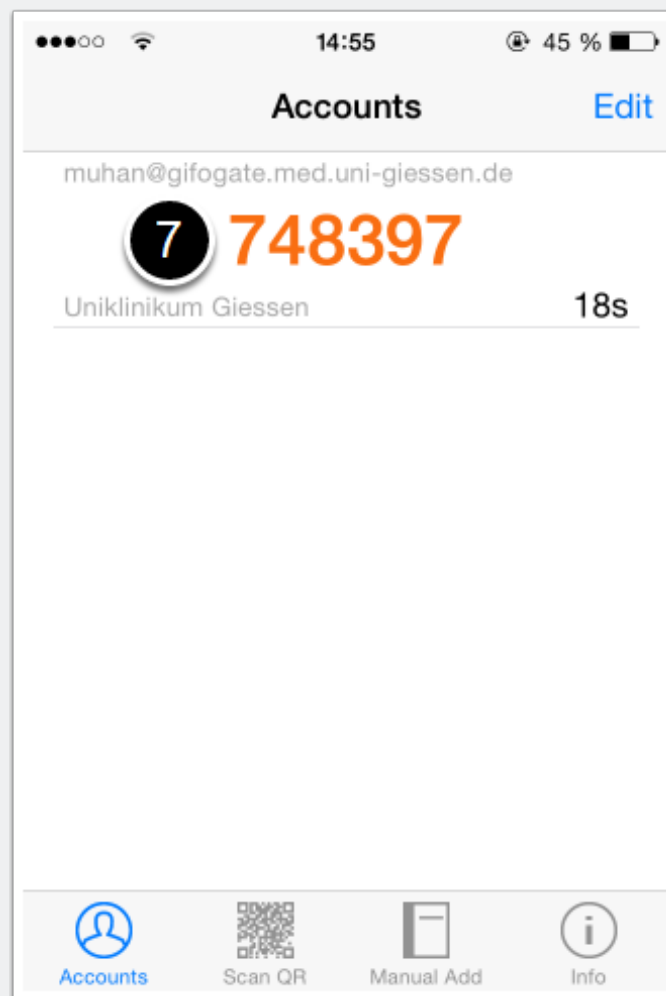 14:55 45 %
Accounts Edit
muhan@gifogate.med.uni-giessen.de
7 748397
Uniklinikum Giessen 18s
Accounts Scan QR Manual Add Info